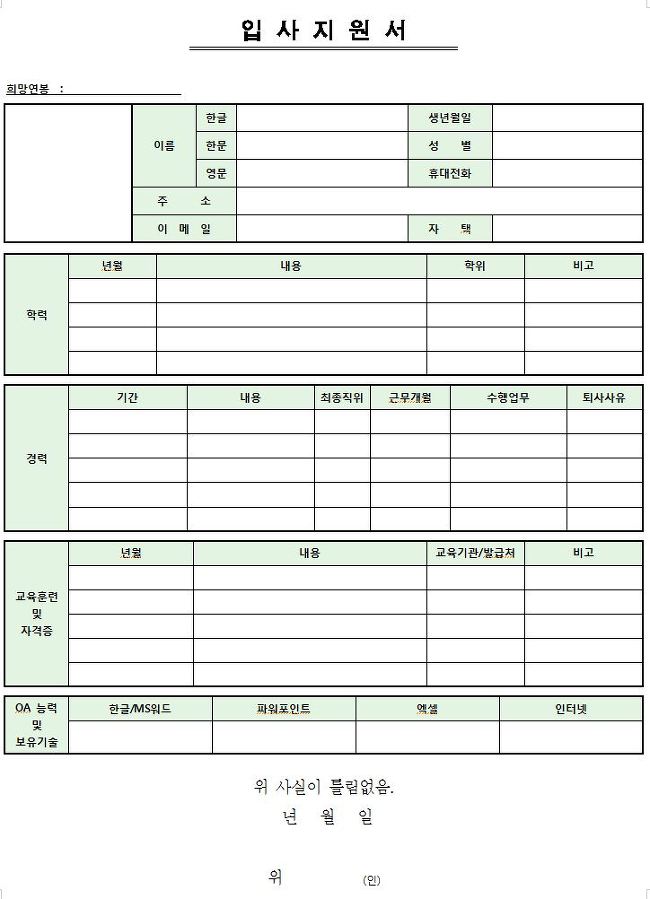 입 사 지 원 서
희망연봉 :
이름 한글 생년월일
한문 성 별
영문 휴대전화
주 소
이 메 일 자 택
학력 년월 내용 학위 비고
경력 기간 내용 최종직위 근무개월 수행업무 퇴사사유
교육훈련 및 자격증 년월 내용 교육기관/발급처 비고
OA 능력 및 보유기술 한글/MS워드 파워포인트 엑셀 인터넷
위 사실이 틀림없음.
년 월 일
위 (인)